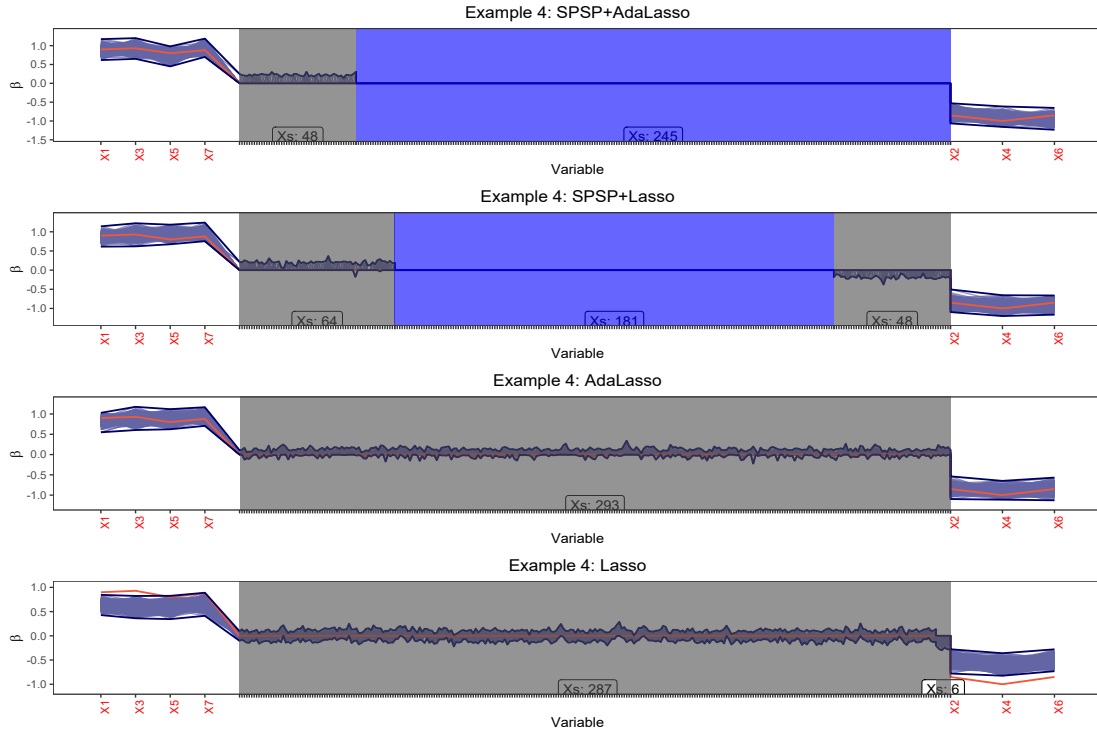 Example 4: SPSP+AdaLasso
1.0
0.5
0.0
-0.5
-1.0
-1.5
β
Xs: 48
Xs: 245
X1
X3
X5
X7
X2
X4
X6
Variable
Example 4: SPSP+Lasso
1.0
0.5
0.0
-0.5
-1.0
β
Xs: 64
Xs: 181
Xs: 48
X1
X3
X5
X7
X2
X4
X6
Variable
Example 4: AdaLasso
1.0
0.5
0.0
-0.5
-1.0
β
Xs: 293
X1
X3
X5
X7
X2
X4
X6
Variable
Example 4: Lasso
1.0
0.5
0.0
-0.5
-1.0
β
Xs: 287
Xs: 6
X1
X3
X5
X7
X2
X4
X6
Variable